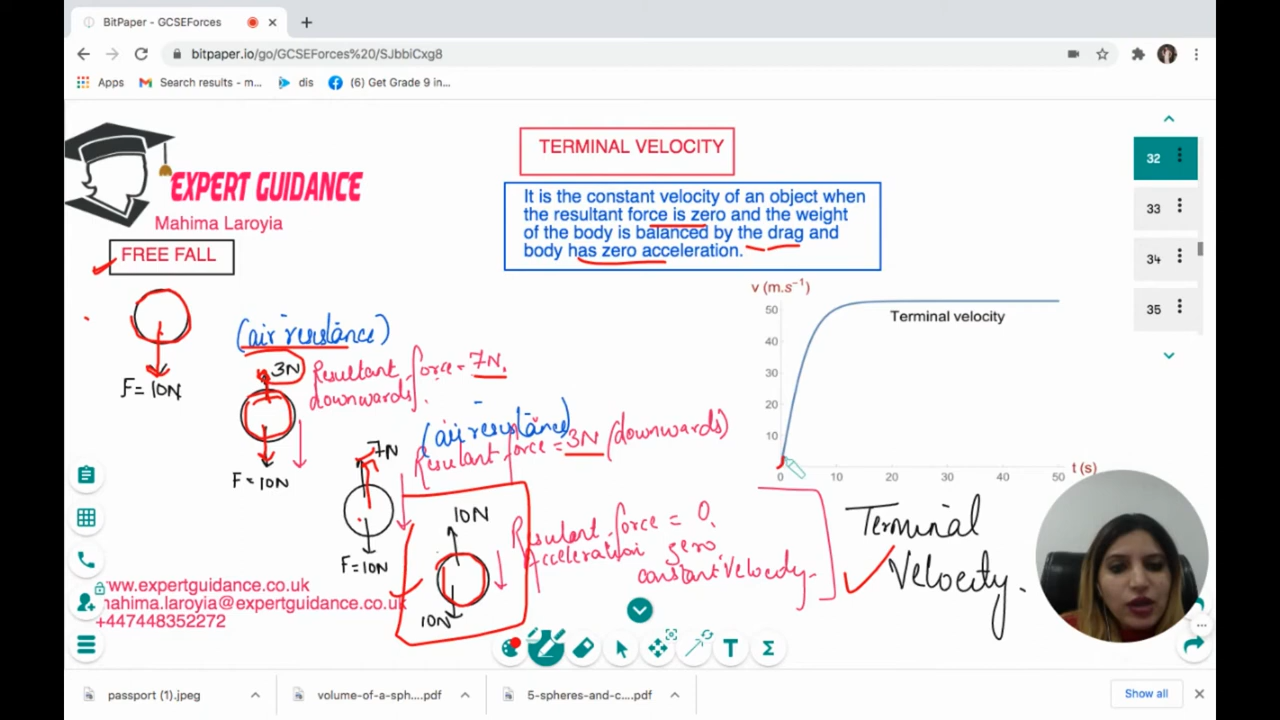 BitPaper - GCSEForces
bitpaper.io/go/GCSEForces%20/SJbbiCxg8
Apps
Search results - m...
dis
(6) Get Grade 9 in...
TERMINAL VELOCITY
It is the constant velocity of an object when
the resultant force is zero and the weight
of the body is balanced by the drag and
body has zero acceleration.
EXPERT GUIDANCE
Mahima Laroyia
FREE FALL
F=10N
(air resistance)
3N
Resultant force = 7N.
downwards.
F=10N
(air resistance)
7N
Resultant force = 3N (downwards)
F=10N
10N
10N
Resultant force = 0.
Acceleration zero
constant velocity.
Terminal
Velocity.
v (m.s⁻¹)
50
40
30
20
10
Terminal velocity
0
10
20
30
40
50
t (s)
32
33
34
35
www.expertguidance.co.uk
mahima.laroyia@expertguidance.co.uk
+447448352272
T
Σ
passport (1).jpeg
volume-of-a-sph....pdf
5-spheres-and-c....pdf
Show all